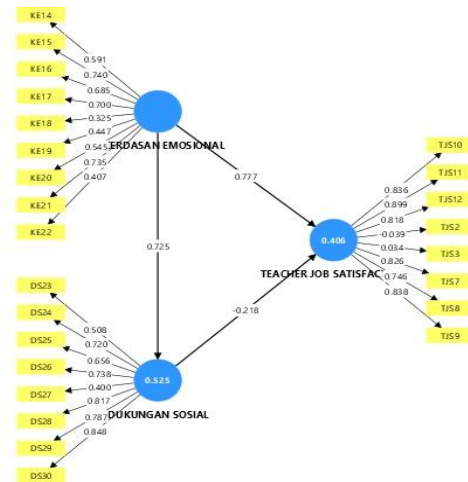 KE14
KE15
KE16
KE17
KE18
KE19
KE20
KE21
KE22
0.591
0.740
0.685
0.700
0.325
0.447
0.545
0.735
0.407
ERDASAN EMOSIONAL
0.777
0.725
TJS10
TJS11
TJS12
TJS2
TJS3
TJS7
TJS8
TJS9
0.836
0.899
0.818
-0.039
0.034
0.826
0.746
0.838
0.406
TEACHER JOB SATISFAC
-0.218
DS23
DS24
DS25
DS26
DS27
DS28
DS29
DS30
0.508
0.720
0.656
0.738
0.400
0.817
0.787
0.848
0.525
DUKUNGAN SOSIAL